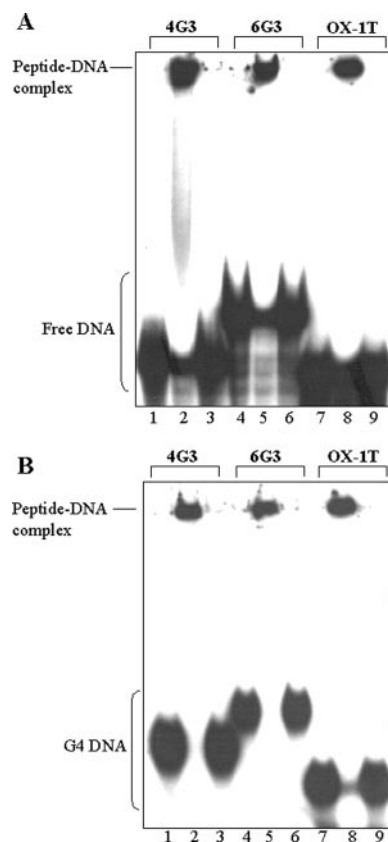 A
4G3 6G3 OX-1T
Peptide-DNA
complex
Free DNA
1 2 3 4 5 6 7 8 9
B
4G3 6G3 OX-1T
Peptide-DNA
complex
G4 DNA
1 2 3 4 5 6 7 8 9